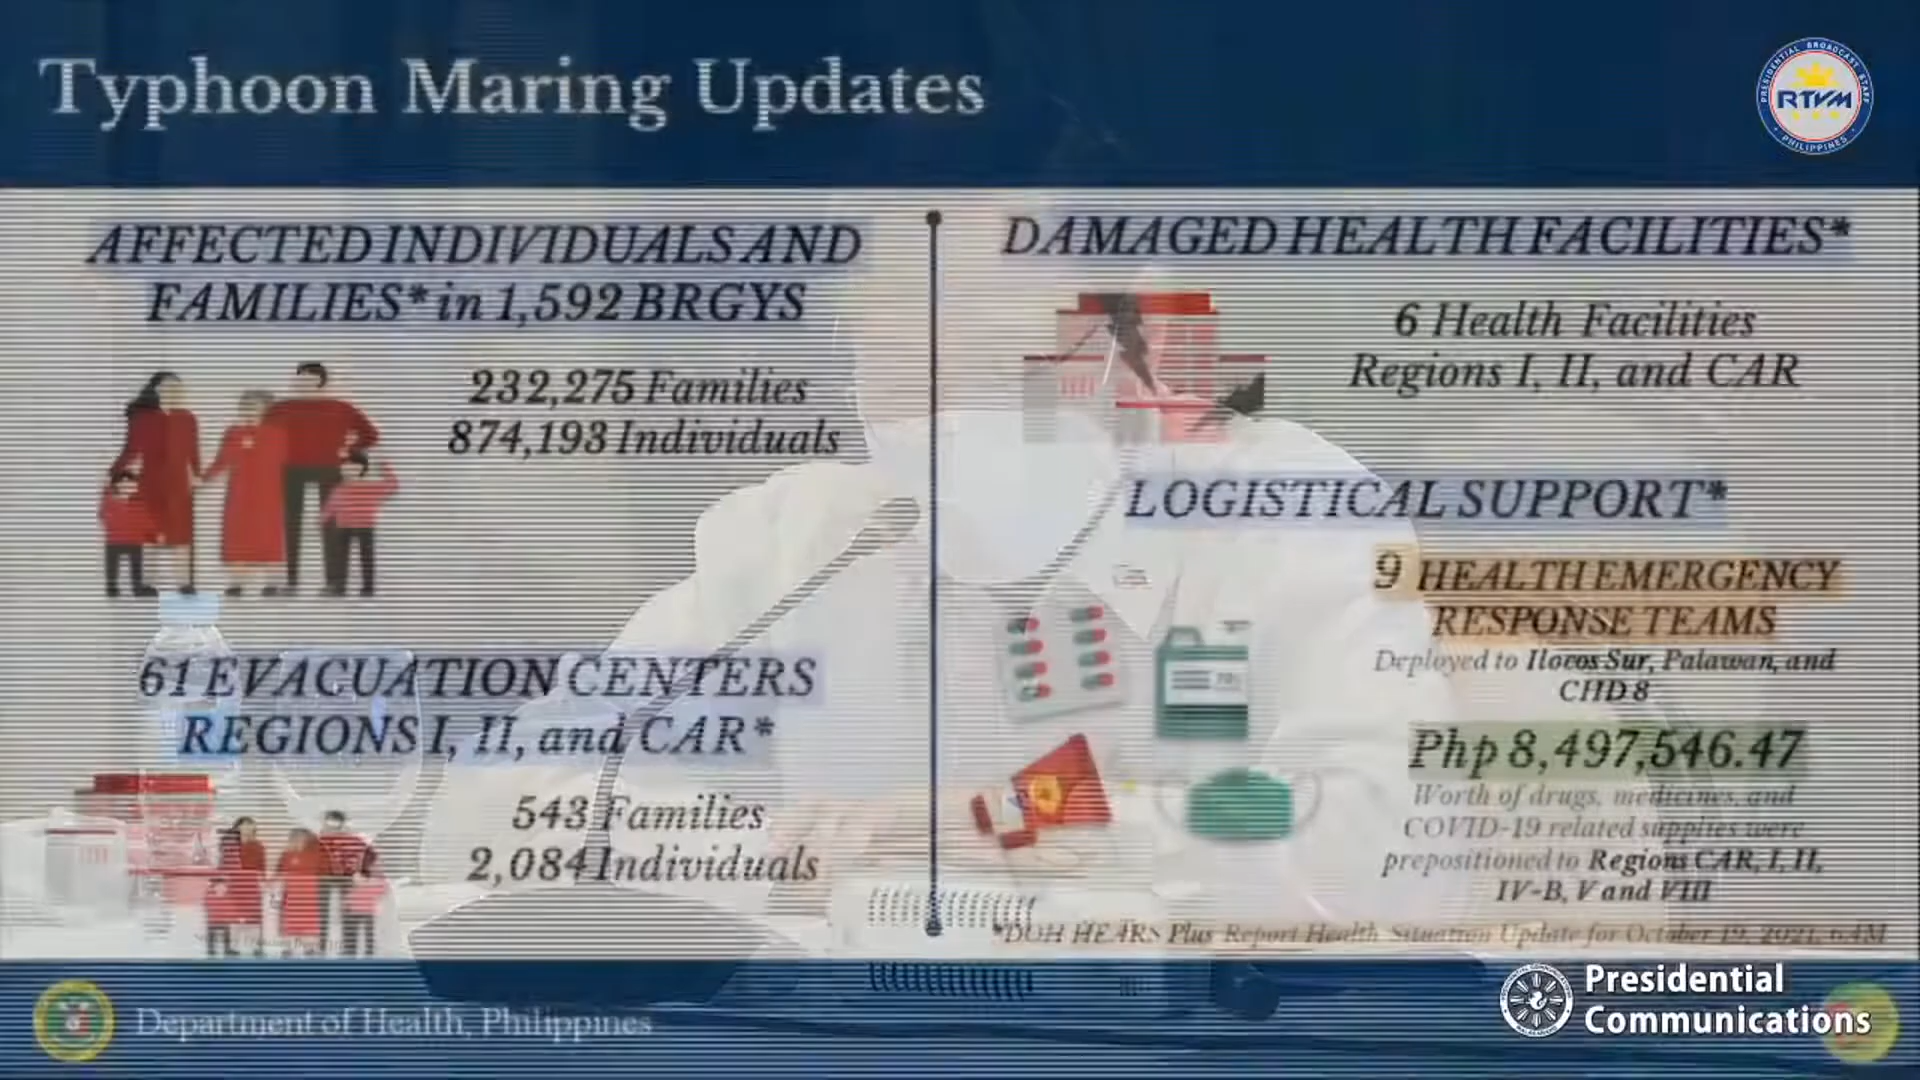 Typhoon Maring Updates
PRESIDENTIAL BROADCAST STAFF
RTVM
PHILIPPINES
AFFECTED INDIVIDUALS AND
FAMILIES* in 1,592 BRGYS
232,275 Families
874,193 Individuals
61 EVACUATION CENTERS
REGIONS I, II, and CAR*
543 Families
2,084 Individuals
DAMAGED HEALTH FACILITIES*
6 Health Facilities
Regions I, II, and CAR
LOGISTICAL SUPPORT*
9 HEALTH EMERGENCY
RESPONSE TEAMS
Deployed to Ilocos Sur, Palawan, and
CHD 8
Php 8,497,546.47
Worth of drugs, medicines, and
COVID-19 related supplies were
prepositioned to Regions CAR, I, II,
IV-B, V and VIII
*DOH HEARS Plus Report Health Situation Update for October 19, 2021, 6AM
Department of Health, Philippines
Presidential
Communications